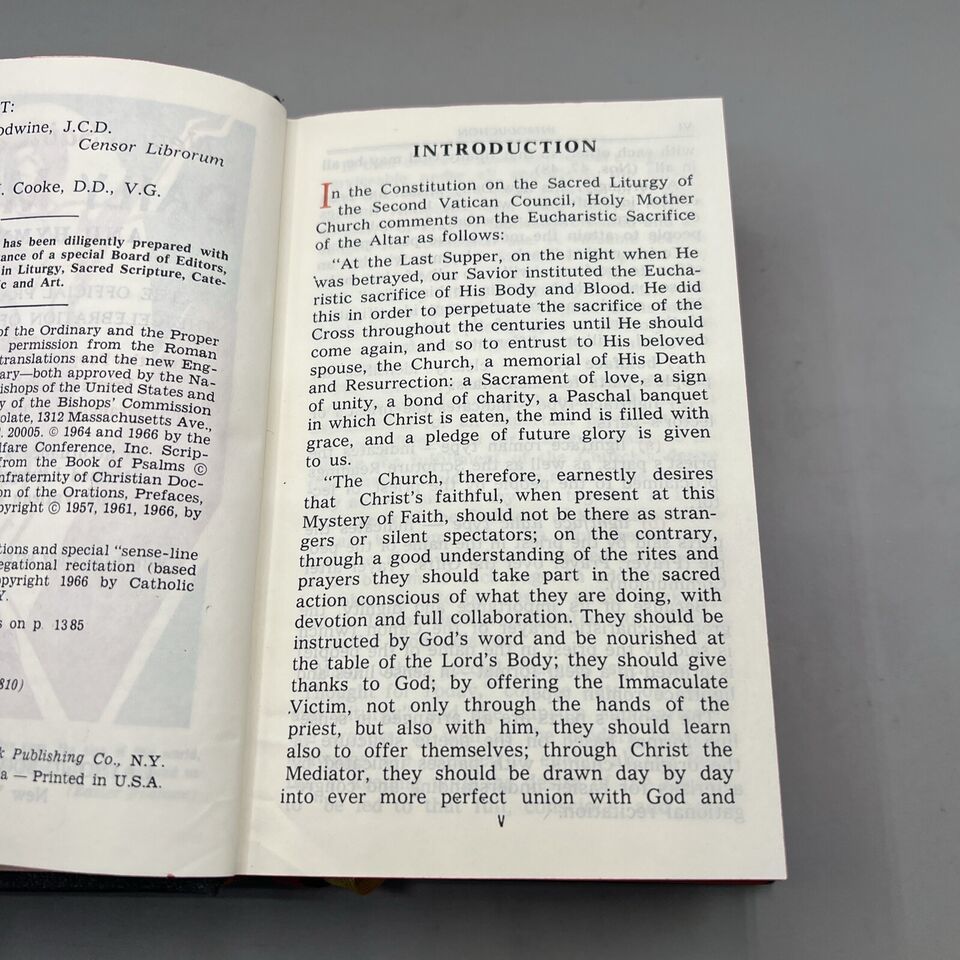 T:
odwine, J.C.D.
Censor Librorum
. Cooke, D.D., V.G.
has been diligently prepared with
ance of a special Board of Editors,
in Liturgy, Sacred Scripture, Cate-
ic and Art.
of the Ordinary and the Proper
permission from the Roman
translations and the new Eng-
ary—both approved by the Na-
ishops of the United States and
y of the Bishops' Commission
olate, 1312 Massachusetts Ave.,
. 20005. © 1964 and 1966 by the
lfare Conference, Inc. Scrip-
from the Book of Psalms ©
nfraternity of Christian Doc-
on of the Orations, Prefaces,
pyright © 1957, 1961, 1966, by
tions and special "sense-line
egational recitation (based
opyright 1966 by Catholic
Y.
s on p. 1385
810)
k Publishing Co., N.Y.
a — Printed in U.S.A.
INTRODUCTION
In the Constitution on the Sacred Liturgy of
the Second Vatican Council, Holy Mother
Church comments on the Eucharistic Sacrifice
of the Altar as follows:
"At the Last Supper, on the night when He
was betrayed, our Savior instituted the Eucha-
ristic sacrifice of His Body and Blood. He did
this in order to perpetuate the sacrifice of the
Cross throughout the centuries until He should
come again, and so to entrust to His beloved
spouse, the Church, a memorial of His Death
and Resurrection: a Sacrament of love, a sign
of unity, a bond of charity, a Paschal banquet
in which Christ is eaten, the mind is filled with
grace, and a pledge of future glory is given
to us.
"The Church, therefore, earnestly desires
that Christ's faithful, when present at this
Mystery of Faith, should not be there as stran-
gers or silent spectators; on the contrary,
through a good understanding of the rites and
prayers they should take part in the sacred
action conscious of what they are doing, with
devotion and full collaboration. They should be
instructed by God's word and be nourished at
the table of the Lord's Body; they should give
thanks to God; by offering the Immaculate
Victim, not only through the hands of the
priest, but also with him, they should learn
also to offer themselves; through Christ the
Mediator, they should be drawn day by day
into ever more perfect union with God and
V